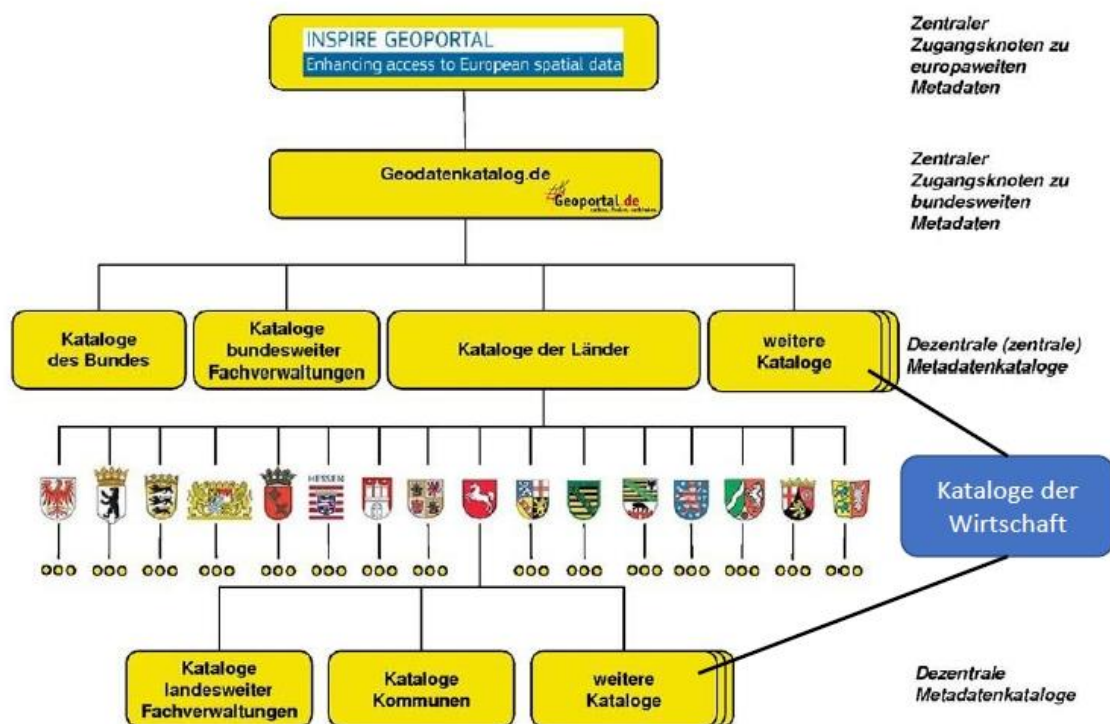 INSPIRE GEOPORTAL
Enhancing access to European spatial data
Zentraler
Zugangsknoten zu
europaweiten
Metadaten
Geodatenkatalog.de
Geoportal.de
Zentraler
Zugangsknoten zu
bundesweiten
Metadaten
Kataloge
des Bundes
Kataloge
bundesweiter
Fachverwaltungen
Kataloge der Länder
weitere
Kataloge
Dezentrale (zentrale)
Metadatenkataloge
HESSEN
Kataloge der
Wirtschaft
Kataloge
landesweiter
Fachverwaltungen
Kataloge
Kommunen
weitere
Kataloge
Dezentrale
Metadatenkataloge